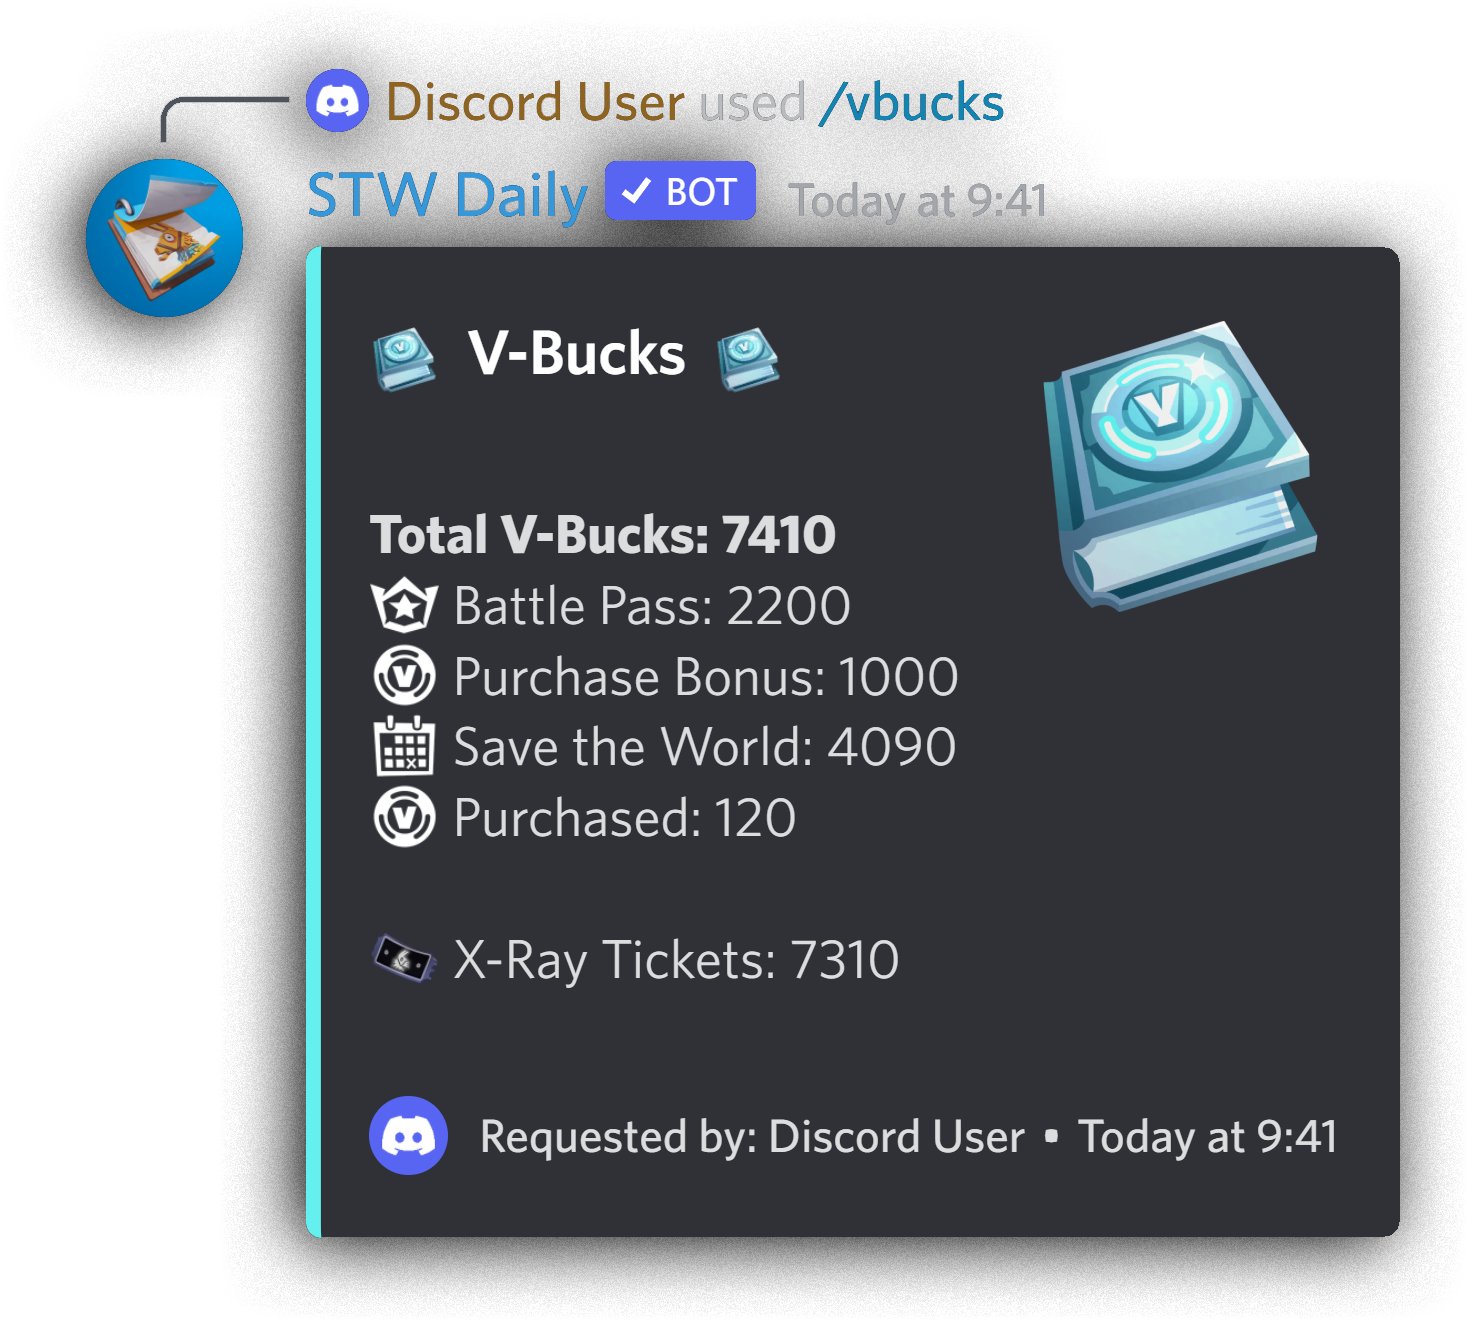 Discord User used /vbucks
STW Daily BOT Today at 9:41
V-Bucks
Total V-Bucks: 7410
Battle Pass: 2200
Purchase Bonus: 1000
Save the World: 4090
Purchased: 120
X-Ray Tickets: 7310
Requested by: Discord User • Today at 9:41